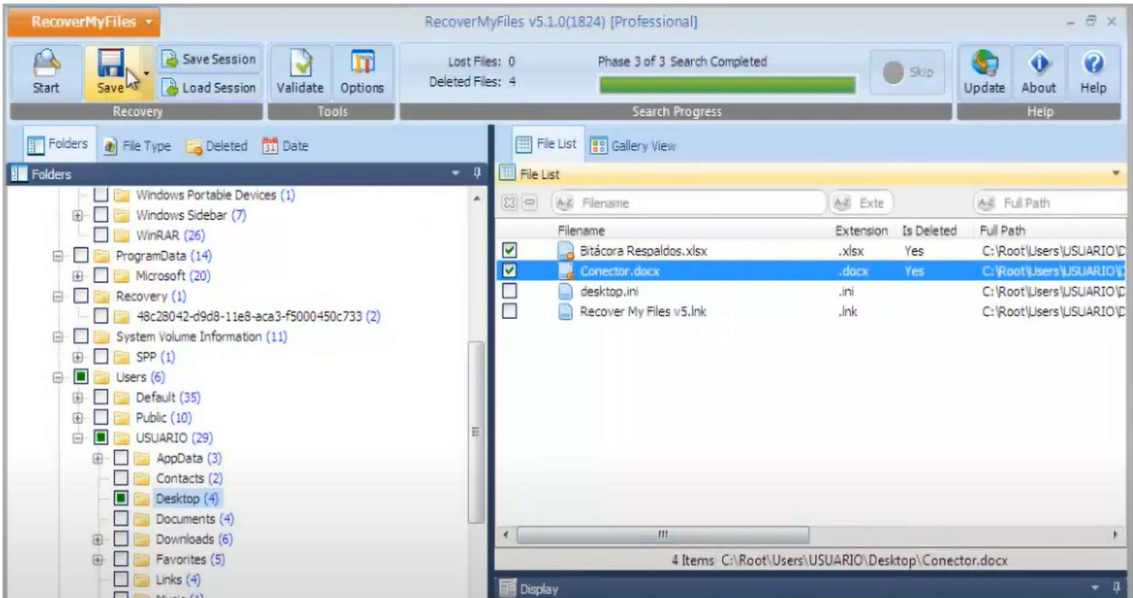 RecoverMyFiles
RecoverMyFiles v5.1.0(1824) [Professional]
Start
Save
Save Session
Load Session
Recovery
Validate
Options
Tools
Lost Files: 0
Deleted Files: 4
Phase 3 of 3 Search Completed
Skip
Search Progress
Update
About
Help
Help
Folders
File Type
Deleted
31
Date
Folders
Windows Portable Devices (1)
Windows Sidebar (7)
WinRAR (26)
ProgramData (14)
Microsoft (20)
Recovery (1)
48c28042-d9d8-11e8-aca3-f5000450c733 (2)
System Volume Information (11)
SPP (1)
Users (6)
Default (35)
Public (10)
USUARIO (29)
AppData (3)
Contacts (2)
Desktop (4)
Documents (4)
Downloads (6)
Favorites (5)
Links (4)
File List
Gallery View
File List
A-Z Filename
A-Z Exte
A-Z Full Path
Filename Extension Is Deleted Full Path
Bitácora Respaldos.xlsx .xlsx Yes C:\Root\Users\USUARIO\D
Conector.docx .docx Yes C:\Root\Users\USUARIO\D
desktop.ini .ini C:\Root\Users\USUARIO\D
Recover My Files v5.lnk .lnk C:\Root\Users\USUARIO\D
4 Items C:\Root\Users\USUARIO\Desktop\Conector.docx
Display